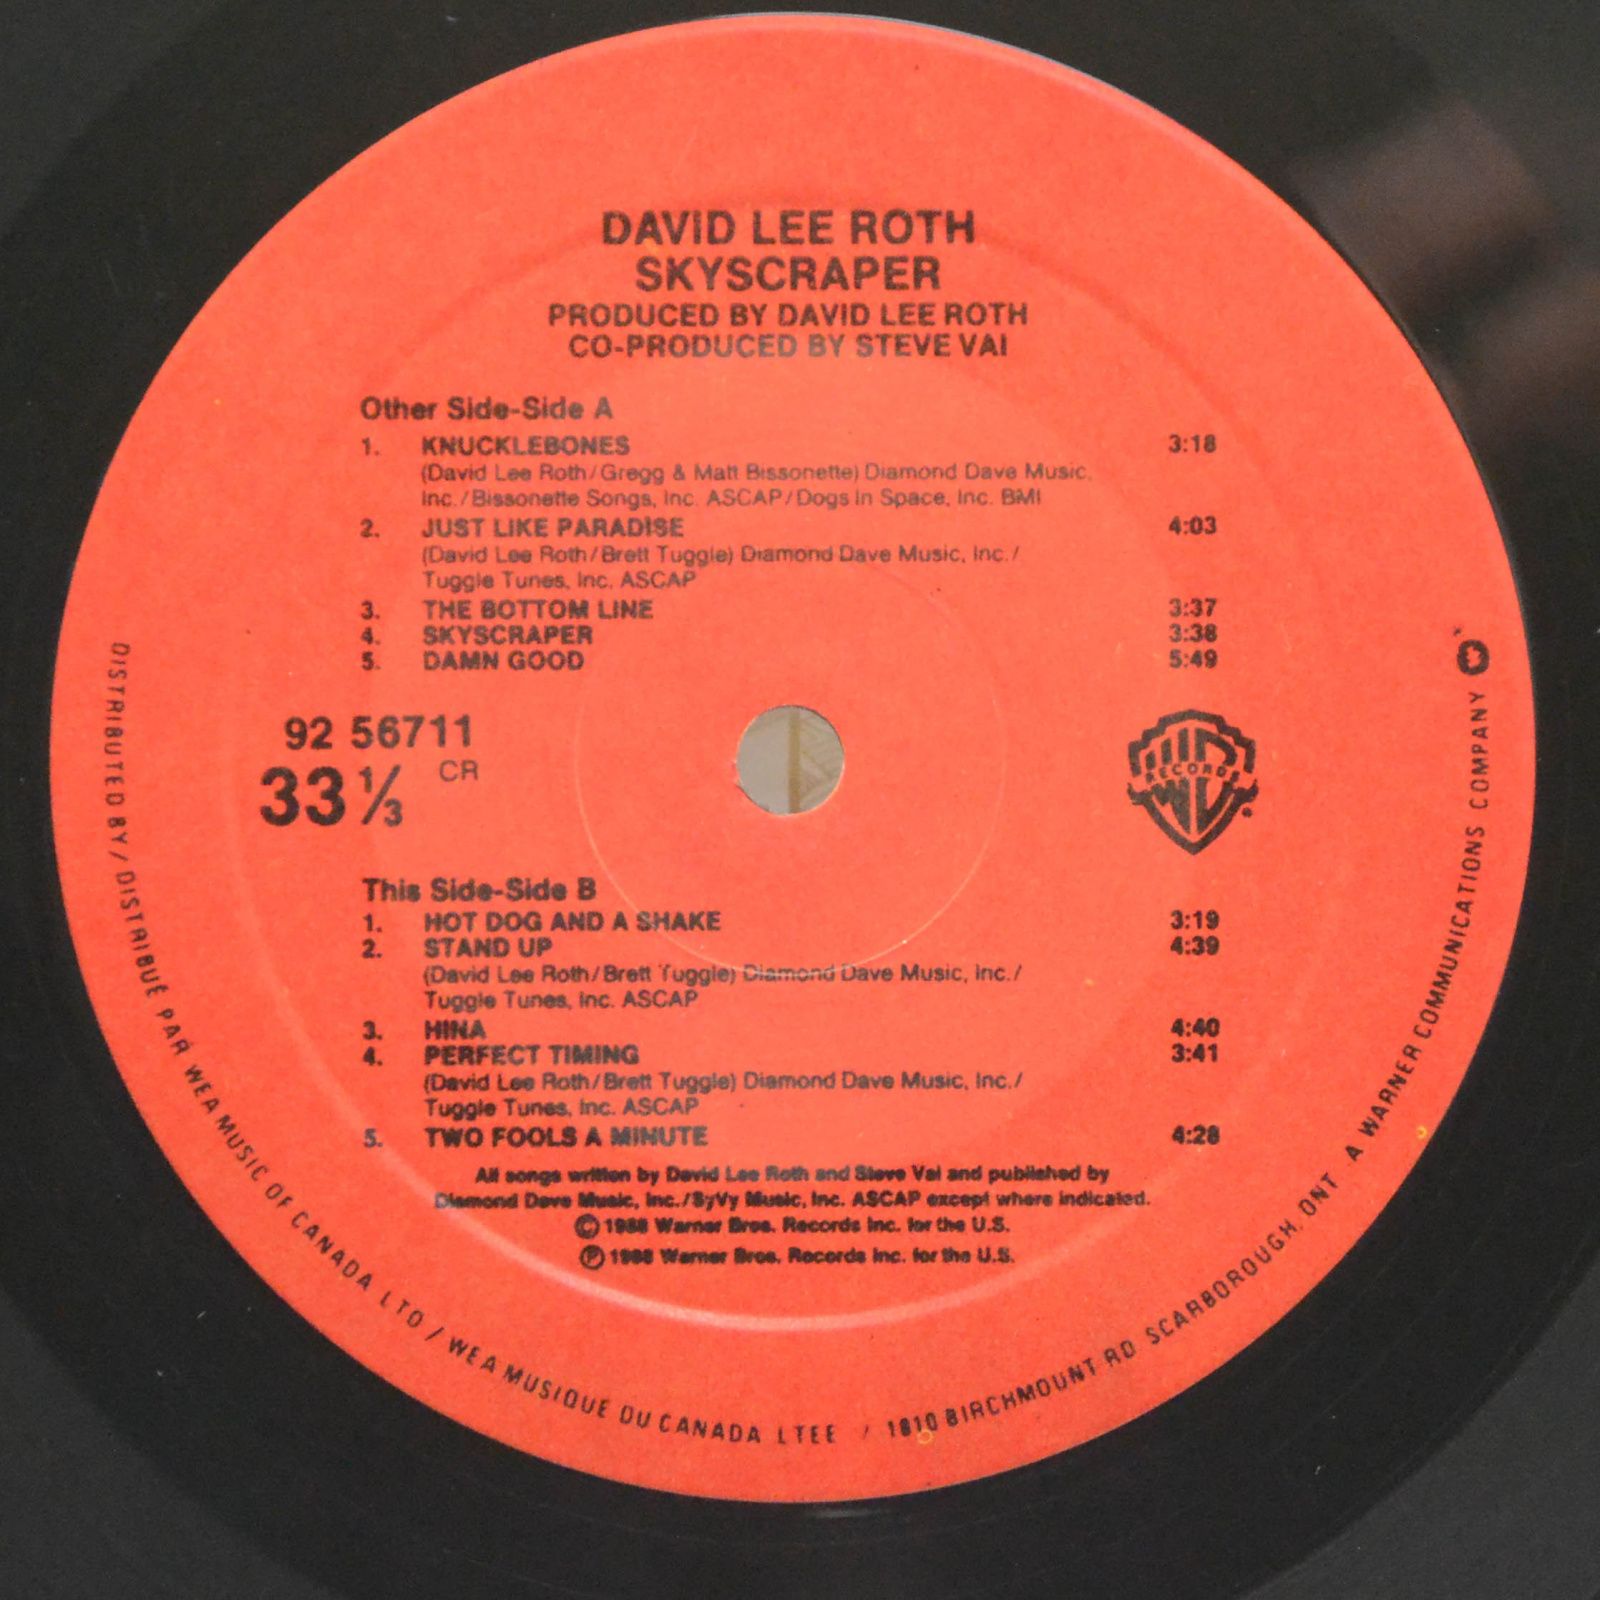 DAVID LEE ROTH
SKYSCRAPER
PRODUCED BY DAVID LEE ROTH
CO-PRODUCED BY STEVE VAI
Other Side-Side A
1. KNUCKLEBONES 3:18
(David Lee Roth/Gregg & Matt Bissonette) Diamond Dave Music,
Inc./Bissonette Songs, Inc. ASCAP/Dogs In Space, Inc. BMI
2. JUST LIKE PARADISE 4:03
(David Lee Roth/Brett Tuggle) Diamond Dave Music, Inc./
Tuggle Tunes, Inc. ASCAP
3. THE BOTTOM LINE 3:37
4. SKYSCRAPER 3:38
5. DAMN GOOD 5:49
92 56711
33 ⅓ CR
RECORDS
This Side-Side B
1. HOT DOG AND A SHAKE 3:19
2. STAND UP 4:39
(David Lee Roth/Brett Tuggle) Diamond Dave Music, Inc./
Tuggle Tunes, Inc. ASCAP
3. HINA 4:40
4. PERFECT TIMING 3:41
(David Lee Roth/Brett Tuggle) Diamond Dave Music, Inc./
Tuggle Tunes, Inc. ASCAP
5. TWO FOOLS A MINUTE 4:28
All songs written by David Lee Roth and Steve Vai and published by
Diamond Dave Music, Inc./SyVy Music, Inc. ASCAP except where indicated.
© 1988 Warner Bros. Records Inc. for the U.S.
℗ 1988 Warner Bros. Records Inc. for the U.S.
DISTRIBUTED BY / DISTRIBUÉ PAR WEA MUSIC OF CANADA LTD / WEA MUSIQUE DU CANADA LTEE / 1810 BIRCHMOUNT RD SCARBOROUGH, ONT A WARNER COMMUNICATIONS COMPANY